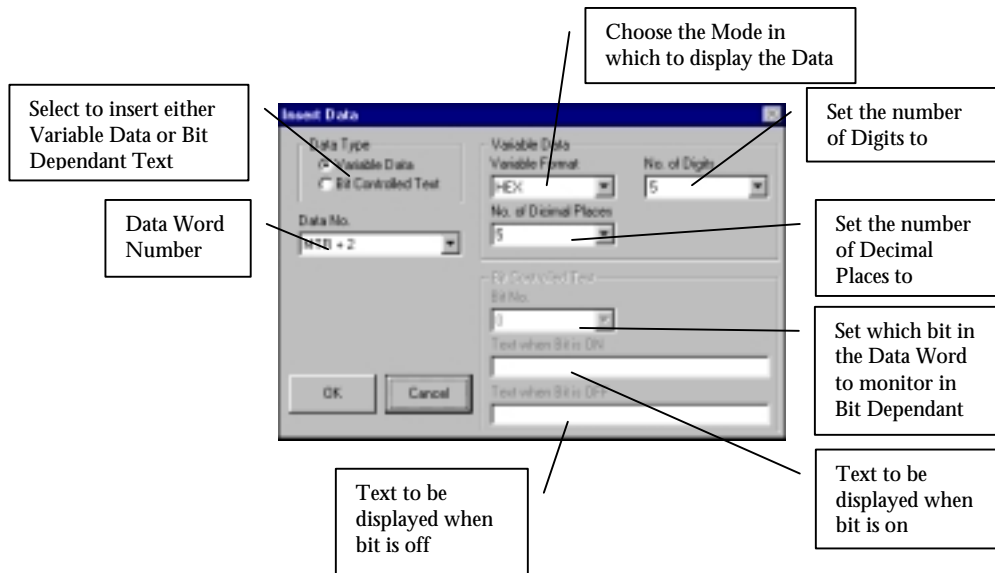 Choose the Mode in
which to display the Data
Select to insert either
Variable Data or Bit
Dependant Text
Set the number
of Digits to
Data Word
Number
Set the number
of Decimal
Places to
Set which bit in
the Data Word
to monitor in
Bit Dependant
Text to be
displayed when
bit is on
Text to be
displayed when
bit is off
Insert Data
Data Type
Variable Data
Bit Controlled Text
Data No.
+ 2
OK
Cancel
Variable Data
Variable Format
HEX
No. of Digits
5
No. of Dicimal Places
5
Bit Controlled Text
Bit No.
0
Text when Bit is ON
Text when Bit is OFF